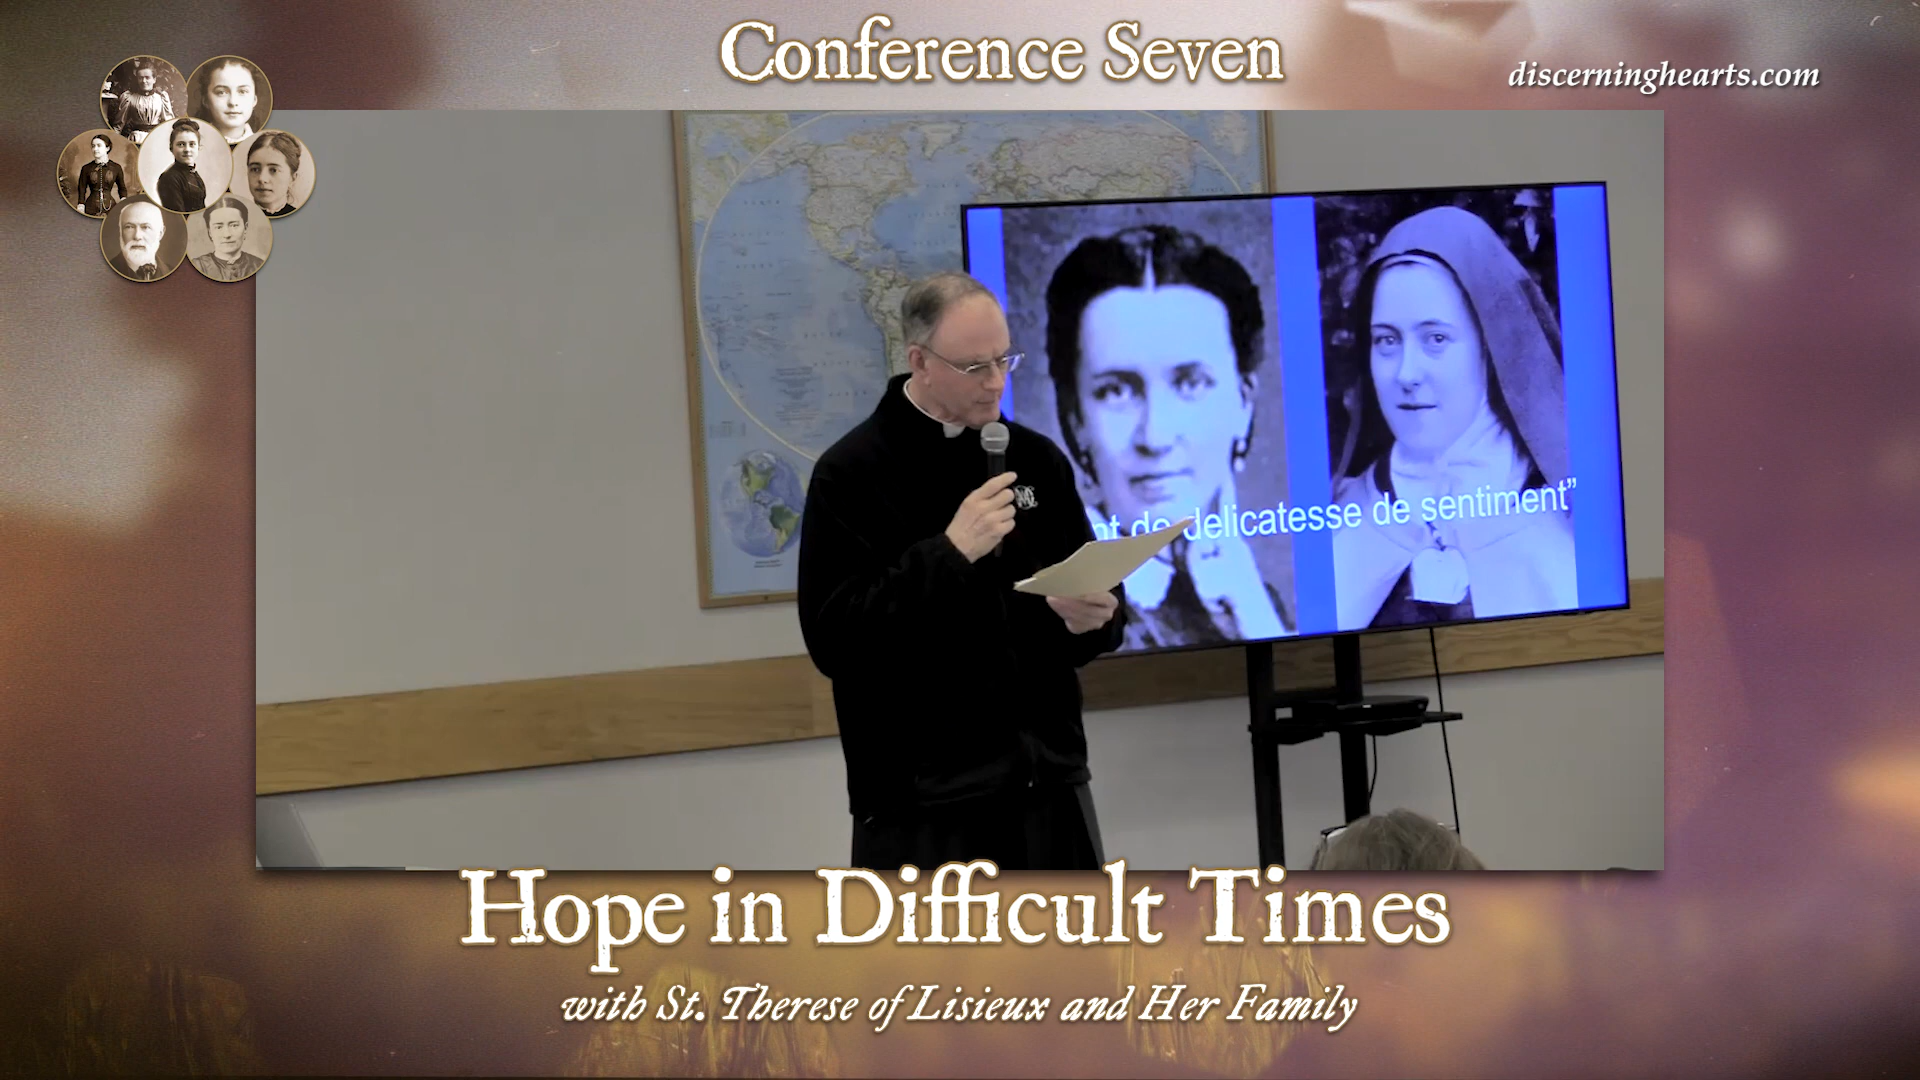 Conference Seven
discerninghearts.com
delicatesse de sentiment”
Hope in Difficult Times
with St. Therese of Lisieux and Her Family